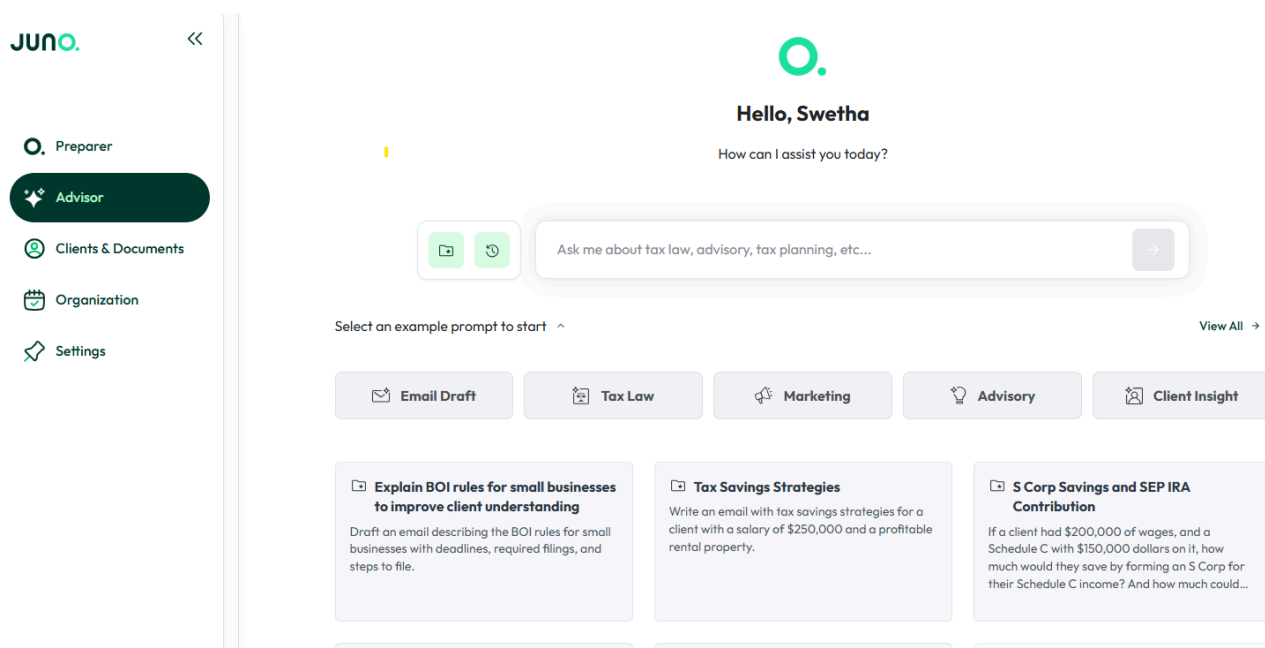 JUNO.
Preparer
Advisor
Clients & Documents
Organization
Settings
Hello, Swetha
How can I assist you today?
Ask me about tax law, advisory, tax planning, etc...
Select an example prompt to start
View All
Email Draft
Tax Law
Marketing
Advisory
Client Insight
Explain BOI rules for small businesses
to improve client understanding
Draft an email describing the BOI rules for small
businesses with deadlines, required filings, and
steps to file.
Tax Savings Strategies
Write an email with tax savings strategies for a
client with a salary of $250,000 and a profitable
rental property.
S Corp Savings and SEP IRA
Contribution
If a client had $200,000 of wages, and a
Schedule C with $150,000 dollars on it, how
much would they save by forming an S Corp for
their Schedule C income? And how much could...